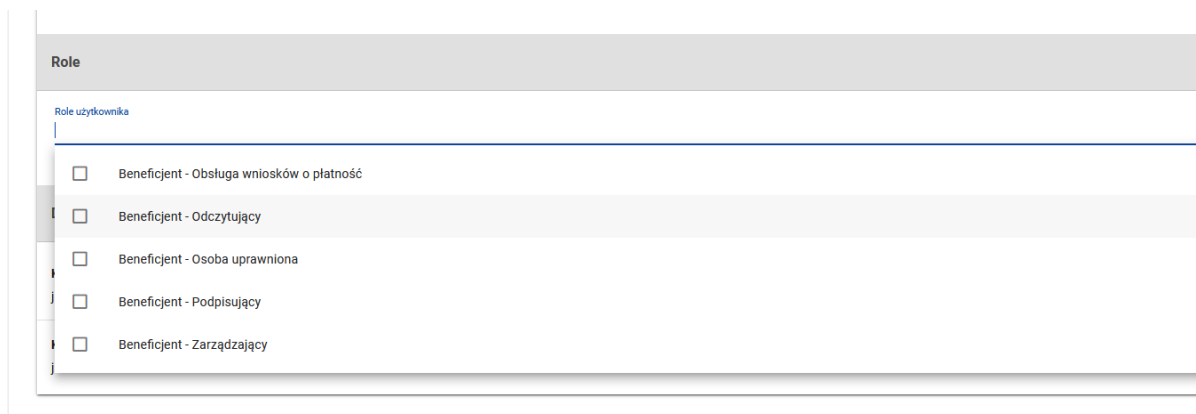 Role
Role użytkownika
Beneficjent - Obsługa wniosków o płatność
Beneficjent - Odczytujący
Beneficjent - Osoba uprawniona
Beneficjent - Podpisujący
Beneficjent - Zarządzający